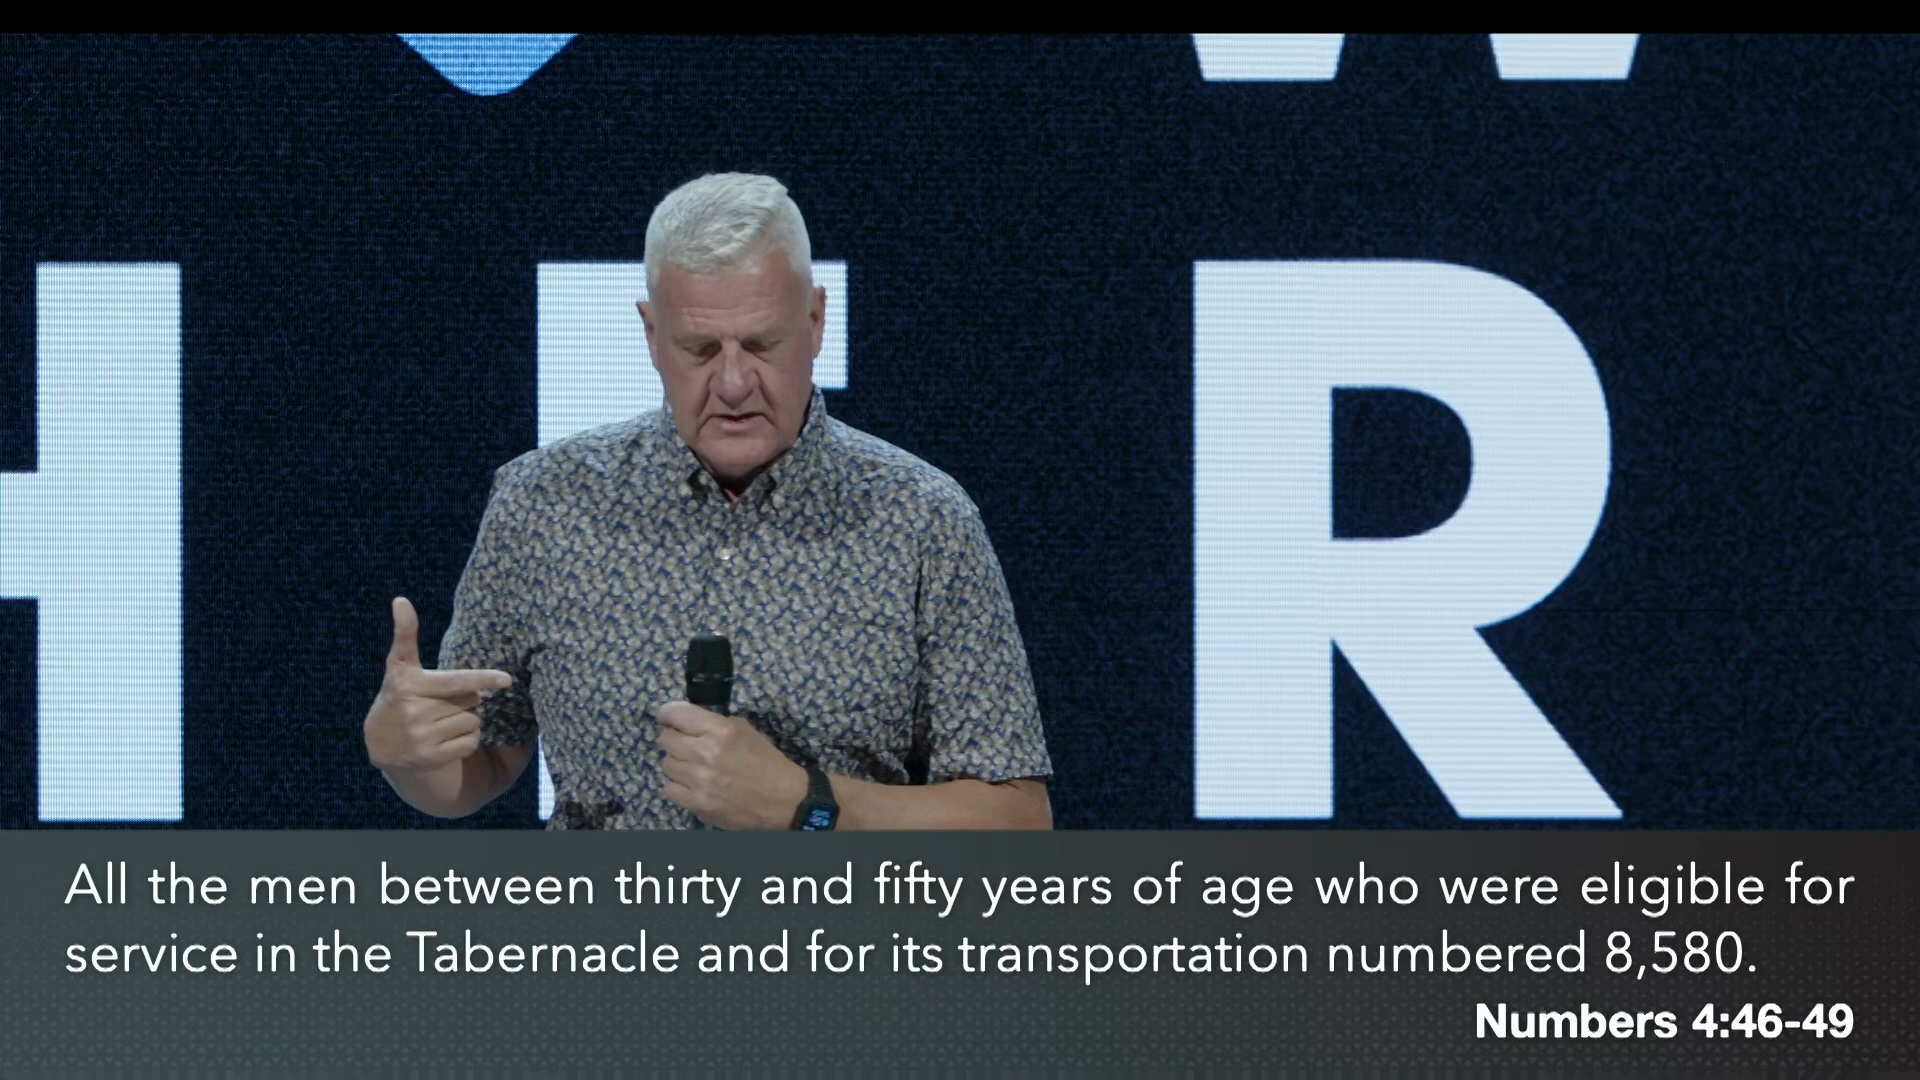 W
HER
All the men between thirty and fifty years of age who were eligible for
service in the Tabernacle and for its transportation numbered 8,580.
Numbers 4:46-49